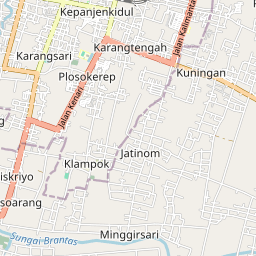 Kepanjenkidul
Karangtengah
Karangsari
Jalan Kalimanta
Kuningan
Plosokerep
Jalan Kenari
Jatinom
Klampok
iskriyo
soarang
Minggirsari
Sungai Brantas